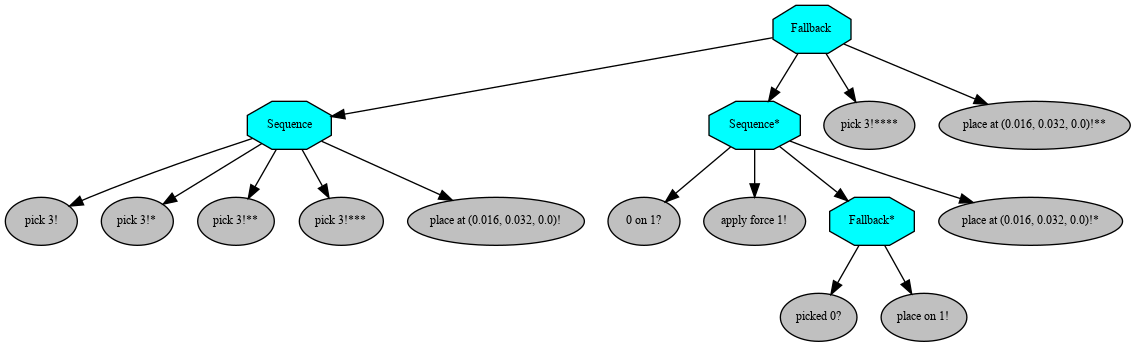 Fallback
Sequence
Sequence*
pick 3!****
place at (0.016, 0.032, 0.0)!**
pick 3!
pick 3!*
pick 3!**
pick 3!***
place at (0.016, 0.032, 0.0)!
0 on 1?
apply force 1!
Fallback*
place at (0.016, 0.032, 0.0)!*
picked 0?
place on 1!